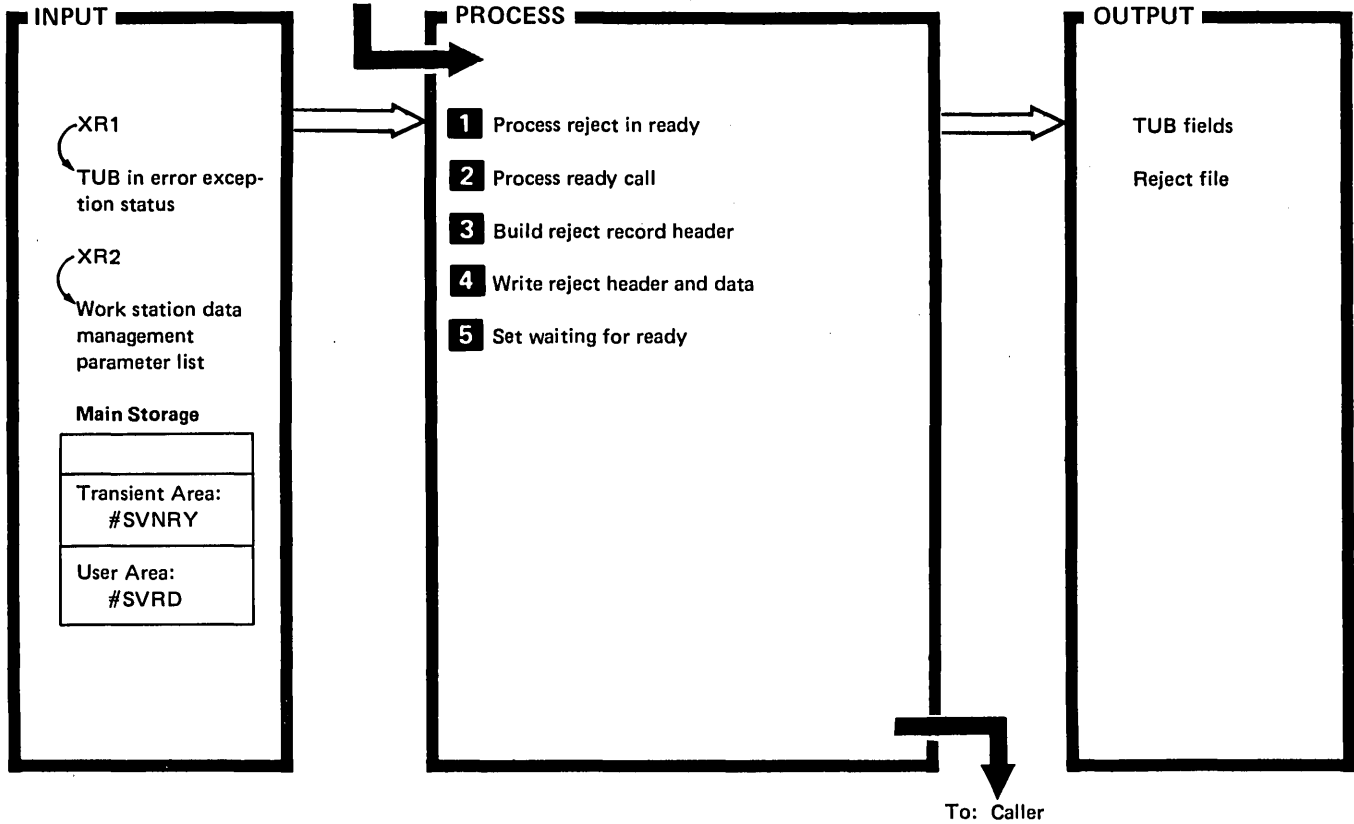 INPUT
XR1
TUB in error excep-
tion status
XR2
Work station data
management
parameter list
Main Storage
Transient Area:
#SVNRY
User Area:
#SVRD
PROCESS
1 Process reject in ready
2 Process ready call
3 Build reject record header
4 Write reject header and data
5 Set waiting for ready
To: Caller
OUTPUT
TUB fields
Reject file